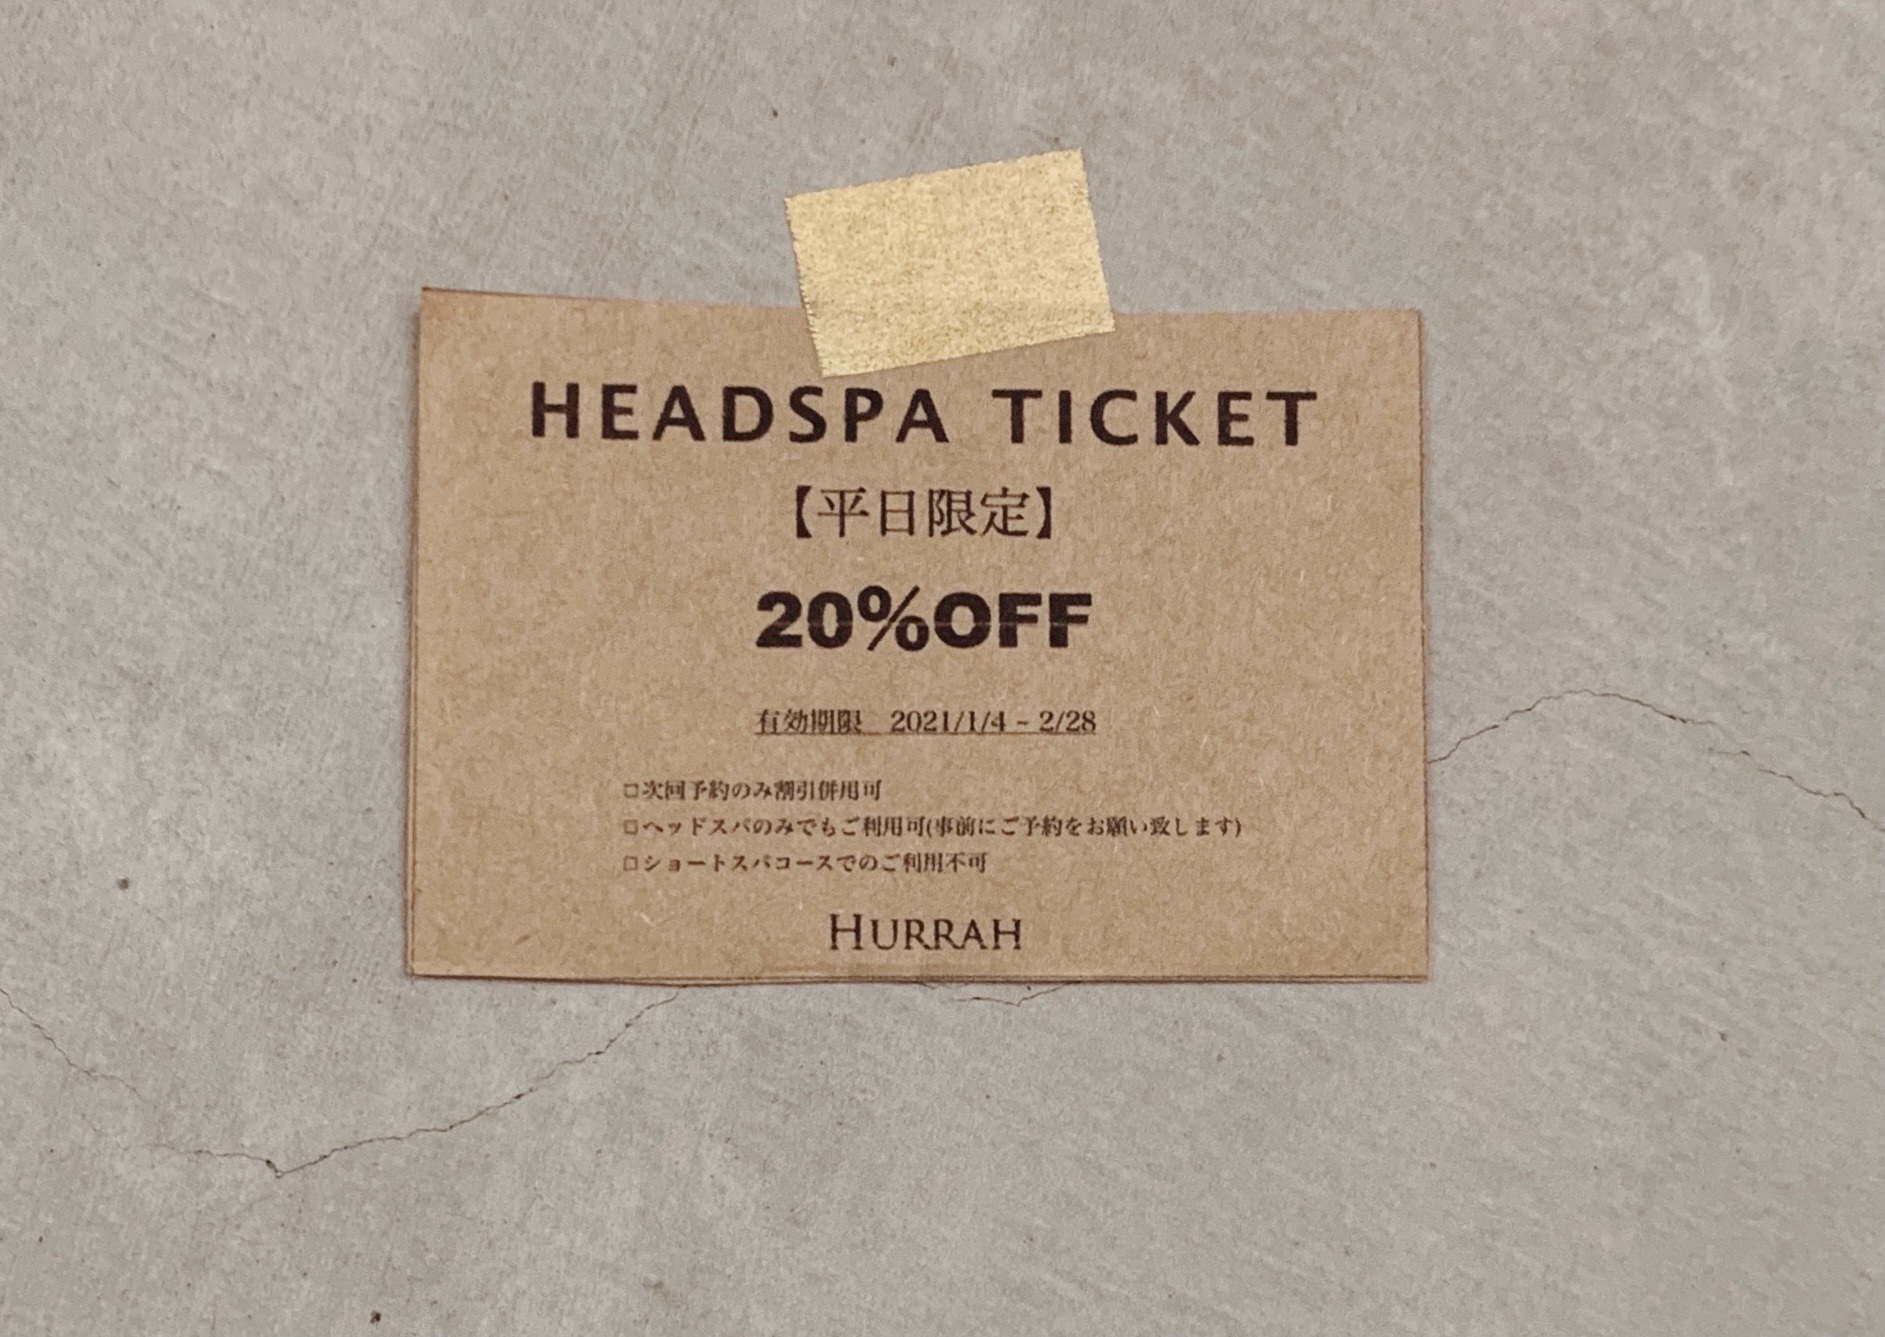 HEADSPA TICKET
【平日限定】
20%OFF
有効期限　2021/1/4 - 2/28
□次回予約のみ割引併用可
□ヘッドスパのみでもご利用可(事前にご予約をお願い致します)
□ショートスパコースでのご利用不可
HURRAH